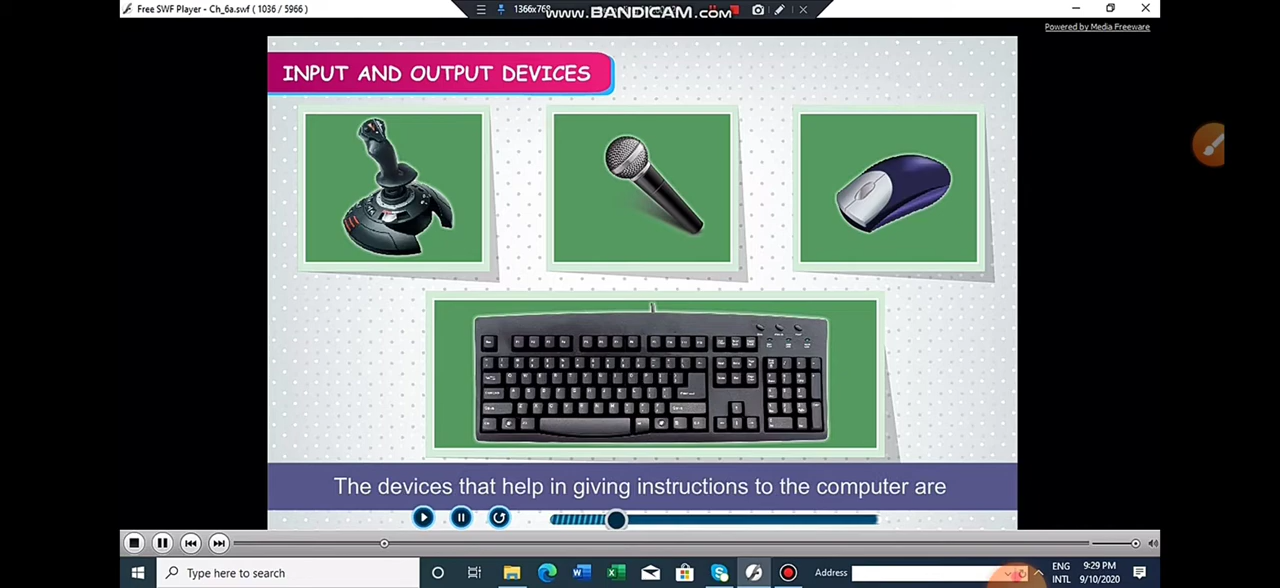 Free SWF Player - Ch_6a.swf ( 1036 / 5966 )
1366x768
www.BANDICAM.com
Powered by Media Freeware
INPUT AND OUTPUT DEVICES
The devices that help in giving instructions to the computer are
Type here to search
Address
ENG
INTL
9:29 PM
9/10/2020